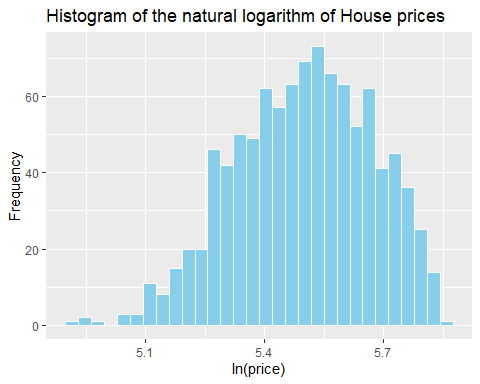 Histogram of the natural logarithm of House prices
Frequency
60
40
20
0
5.1 5.4 5.7
ln(price)